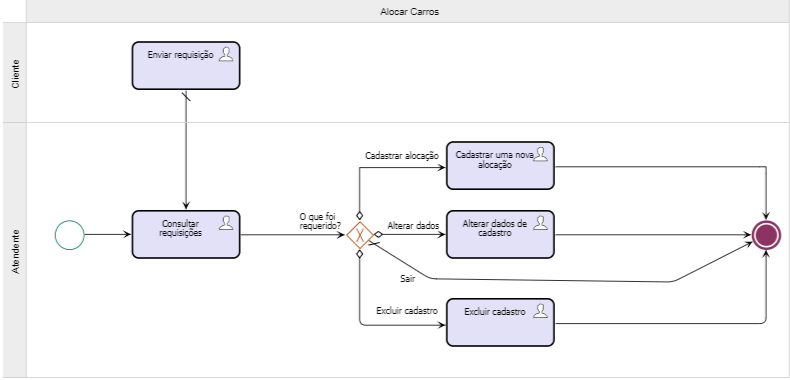 Alocar Carros
Cliente
Enviar requisição
Atendente
Consultar
requisições
O que foi
requerido?
Cadastrar alocação
Cadastrar uma nova
alocação
Alterar dados
Alterar dados de
cadastro
Sair
Excluir cadastro
Excluir cadastro